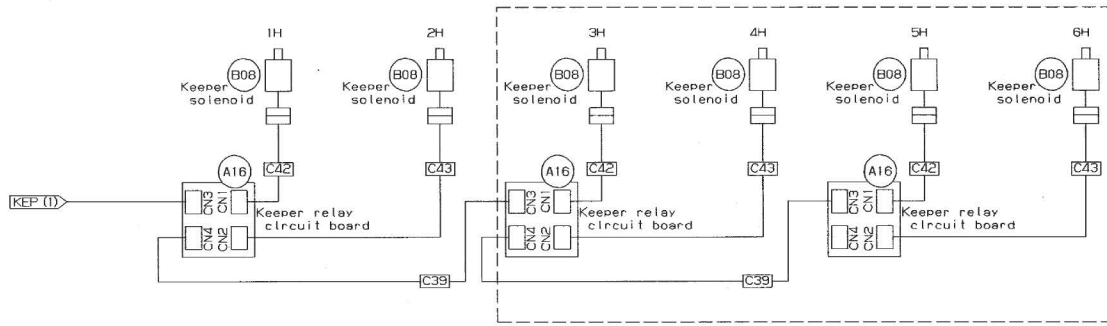 1H
2H
3H
4H
5H
6H
B08
B08
B08
B08
B08
B08
Keeper
solenoid
Keeper
solenoid
Keeper
solenoid
Keeper
solenoid
Keeper
solenoid
Keeper
solenoid
A16
C42
C43
A16
C42
C43
A16
C42
C43
KEP (1)
CN3
CN1
CN4
CN2
Keeper relay
circuit board
CN3
CN1
CN4
CN2
Keeper relay
circuit board
CN3
CN1
CN4
CN2
Keeper relay
circuit board
C39
C39